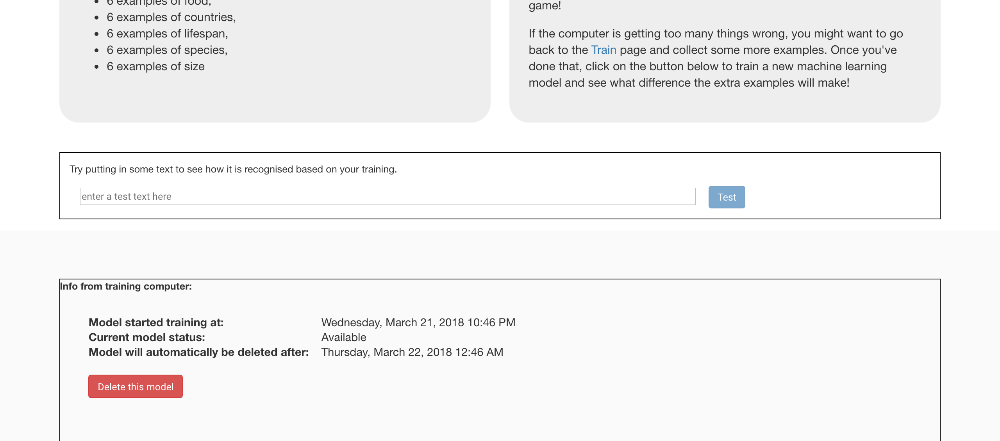 6 examples of food,
6 examples of countries,
6 examples of lifespan,
6 examples of species,
6 examples of size
game!
If the computer is getting too many things wrong, you might want to go
back to the Train page and collect some more examples. Once you've
done that, click on the button below to train a new machine learning
model and see what difference the extra examples will make!
Try putting in some text to see how it is recognised based on your training.
enter a test text here
Test
Info from training computer:
Model started training at: Wednesday, March 21, 2018 10:46 PM
Current model status: Available
Model will automatically be deleted after: Thursday, March 22, 2018 12:46 AM
Delete this model